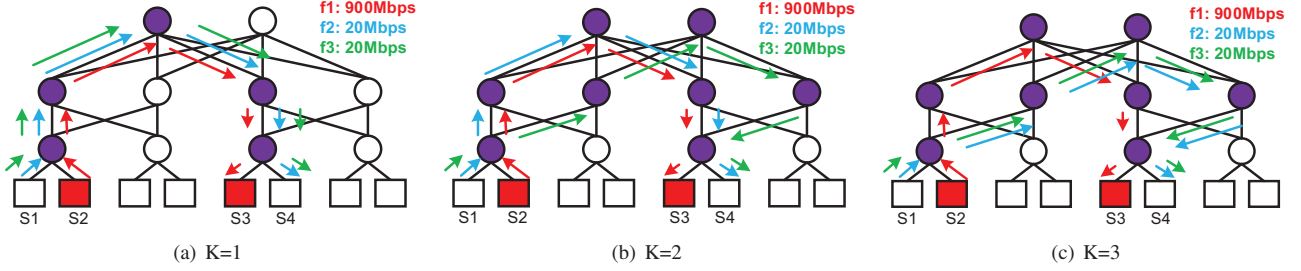 f1: 900Mbps
f2: 20Mbps
f3: 20Mbps
S1 S2 S3 S4
(a) K=1
f1: 900Mbps
f2: 20Mbps
f3: 20Mbps
S1 S2 S3 S4
(b) K=2
f1: 900Mbps
f2: 20Mbps
f3: 20Mbps
S1 S2 S3 S4
(c) K=3